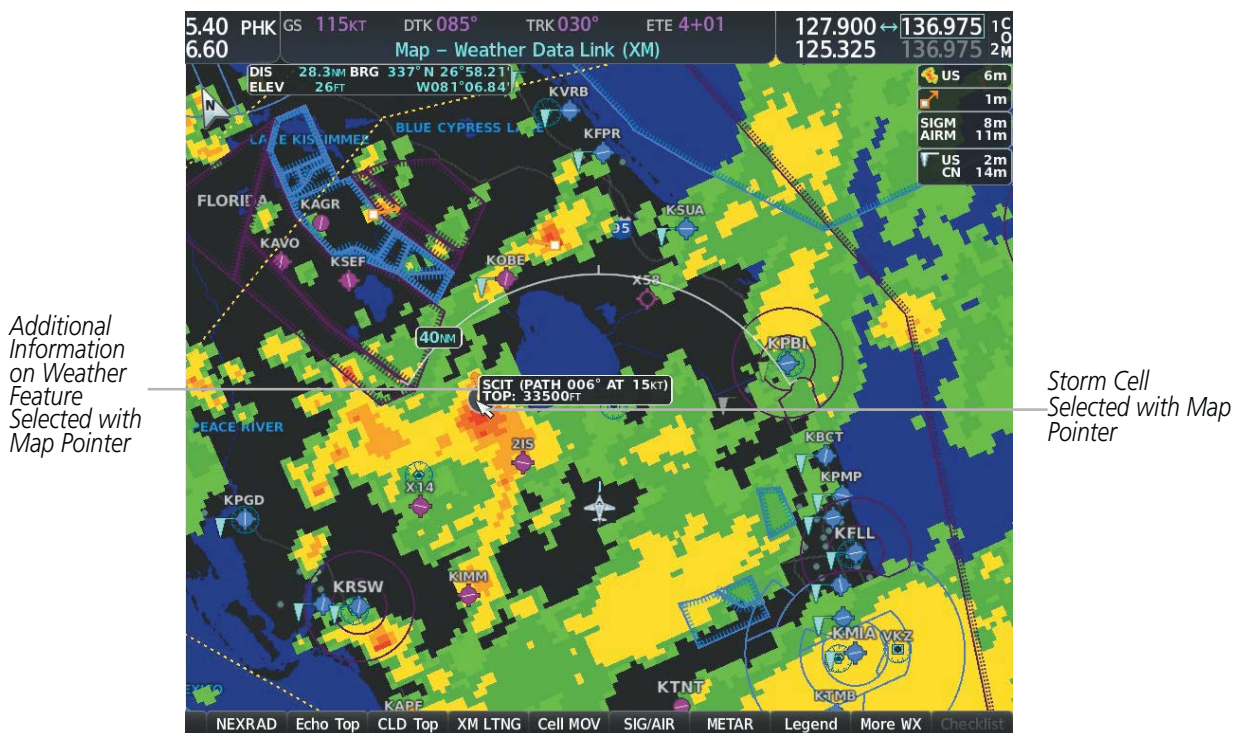 5.40 PHK GS 115KT DTK 085° TRK 030° ETE 4+01 127.900 ↔ 136.975 1 C
6.60 Map – Weather Data Link (XM) 125.325 136.975 2 O M
DIS 28.3NM BRG 337° N 26°58.21'
ELEV 26FT W081°06.84'
US 6m
1m
SIGM 8m
AIRM 11m
US 2m
CN 14m
N
KVRB
BLUE CYPRESS
LAKE KISSIMMEE
KFPR
FLORIDA
KAGR
KSUA
95
KAVO
KSEF
KOBE
X58
40NM
KPBI
Additional
Information
on Weather
Feature
Selected with
Map Pointer
SCIT (PATH 006° AT 15KT)
TOP: 33500FT
Storm Cell
Selected with Map
Pointer
EACE RIVER
2IS
KBCT
X14
KPMP
KPGD
KFLL
KIMM
KRSW
KMIA
VKZ
KTNT
KTMB
KAPF
NEXRAD Echo Top CLD Top XM LTNG Cell MOV SIG/AIR METAR Legend More WX Checklist